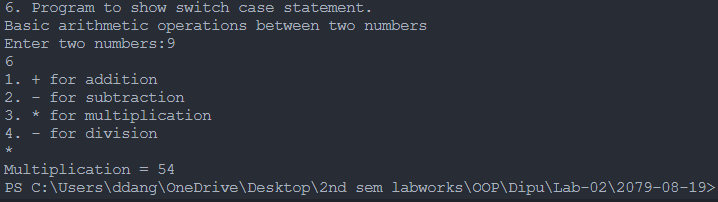 6. Program to show switch case statement.
Basic arithmetic operations between two numbers
Enter two numbers:9
6
1. + for addition
2. - for subtraction
3. * for multiplication
4. - for division
*
Multiplication = 54
PS C:\Users\ddang\OneDrive\Desktop\2nd sem labworks\OOP\Dipu\Lab-02\2079-08-19>